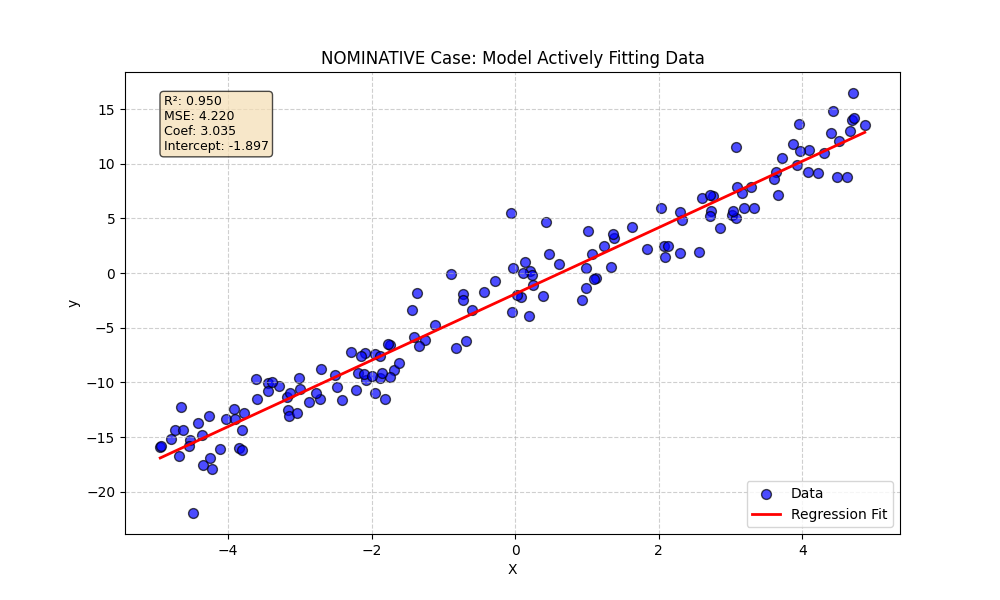 NOMINATIVE Case: Model Actively Fitting Data
R²: 0.950
MSE: 4.220
Coef: 3.035
Intercept: -1.897
15
10
5
0
−5
−10
−15
−20
y
−4
−2
0
2
4
X
Data
Regression Fit